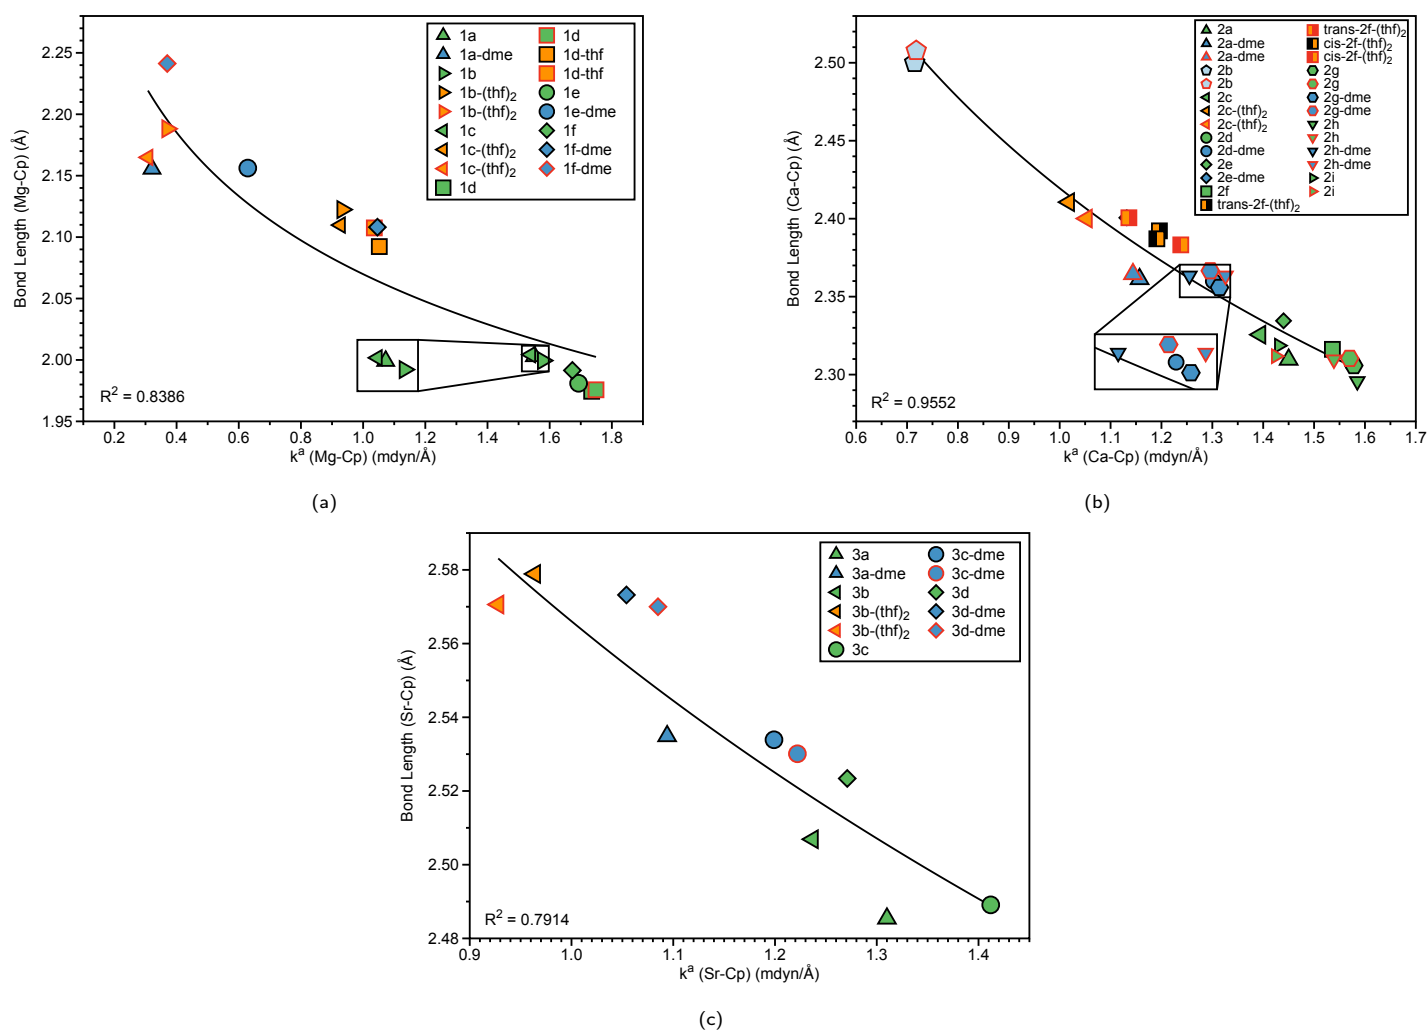 Bond Length (Mg-Cp) (Å)
2.25
2.20
2.15
2.10
2.05
2.00
1.95
1a
1a-dme
1b
1b-(thf)2
1b-(thf)2
1c
1c-(thf)2
1c-(thf)2
1d
1d
1d-thf
1d-thf
1e
1e-dme
1f
1f-dme
1f-dme
R2 = 0.8386
0.2 0.4 0.6 0.8 1.0 1.2 1.4 1.6 1.8
ka (Mg-Cp) (mdyn/Å)
(a)
Bond Length (Ca-Cp) (Å)
2.50
2.45
2.40
2.35
2.30
2a
2a-dme
2a-dme
2b
2b
2c
2c-(thf)2
2c-(thf)2
2d
2d-dme
2e
2e-dme
2f
trans-2f-(thf)2
trans-2f-(thf)2
cis-2f-(thf)2
cis-2f-(thf)2
2g
2g
2g-dme
2g-dme
2h
2h
2h-dme
2h-dme
2i
2i
R2 = 0.9552
0.6 0.7 1.0 1.1 1.2 1.3 1.4 1.5 1.6 1.7
ka (Ca-Cp) (mdyn/Å)
(b)
Bond Length (Sr-Cp) (Å)
2.58
2.56
2.54
2.52
2.50
2.48
3a
3a-dme
3b
3b-(thf)2
3b-(thf)2
3c
3c-dme
3c-dme
3d
3d-dme
3d-dme
R2 = 0.7914
0.9 1.0 1.1 1.2 1.3 1.4
ka (Sr-Cp) (mdyn/Å)
(c)